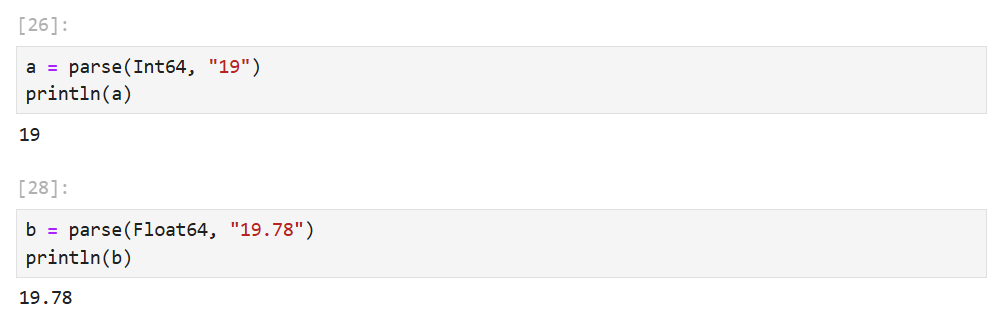 [26]:
a = parse(Int64, "19")
println(a)
19
[28]:
b = parse(Float64, "19.78")
println(b)
19.78